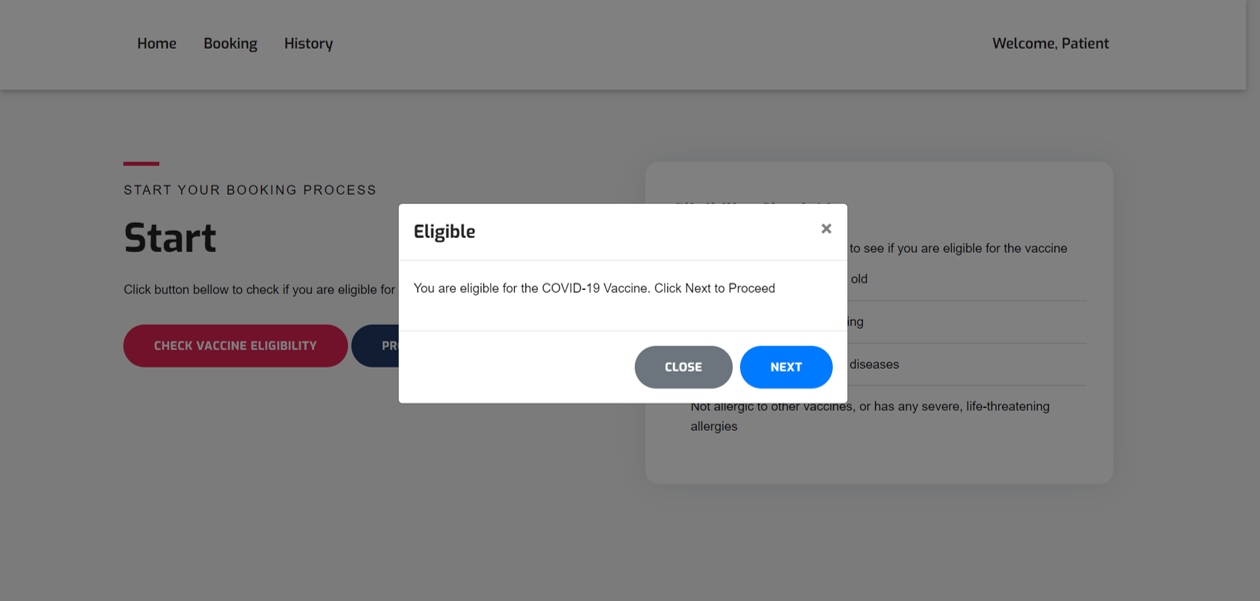 Home Booking History Welcome, Patient
START YOUR BOOKING PROCESS
Start
Click button bellow to check if you are eligible for
CHECK VACCINE ELIGIBILITY
Eligible ×
You are eligible for the COVID-19 Vaccine. Click Next to Proceed
CLOSE NEXT
to see if you are eligible for the vaccine
old
diseases
Not allergic to other vaccines, or has any severe, life-threatening
allergies